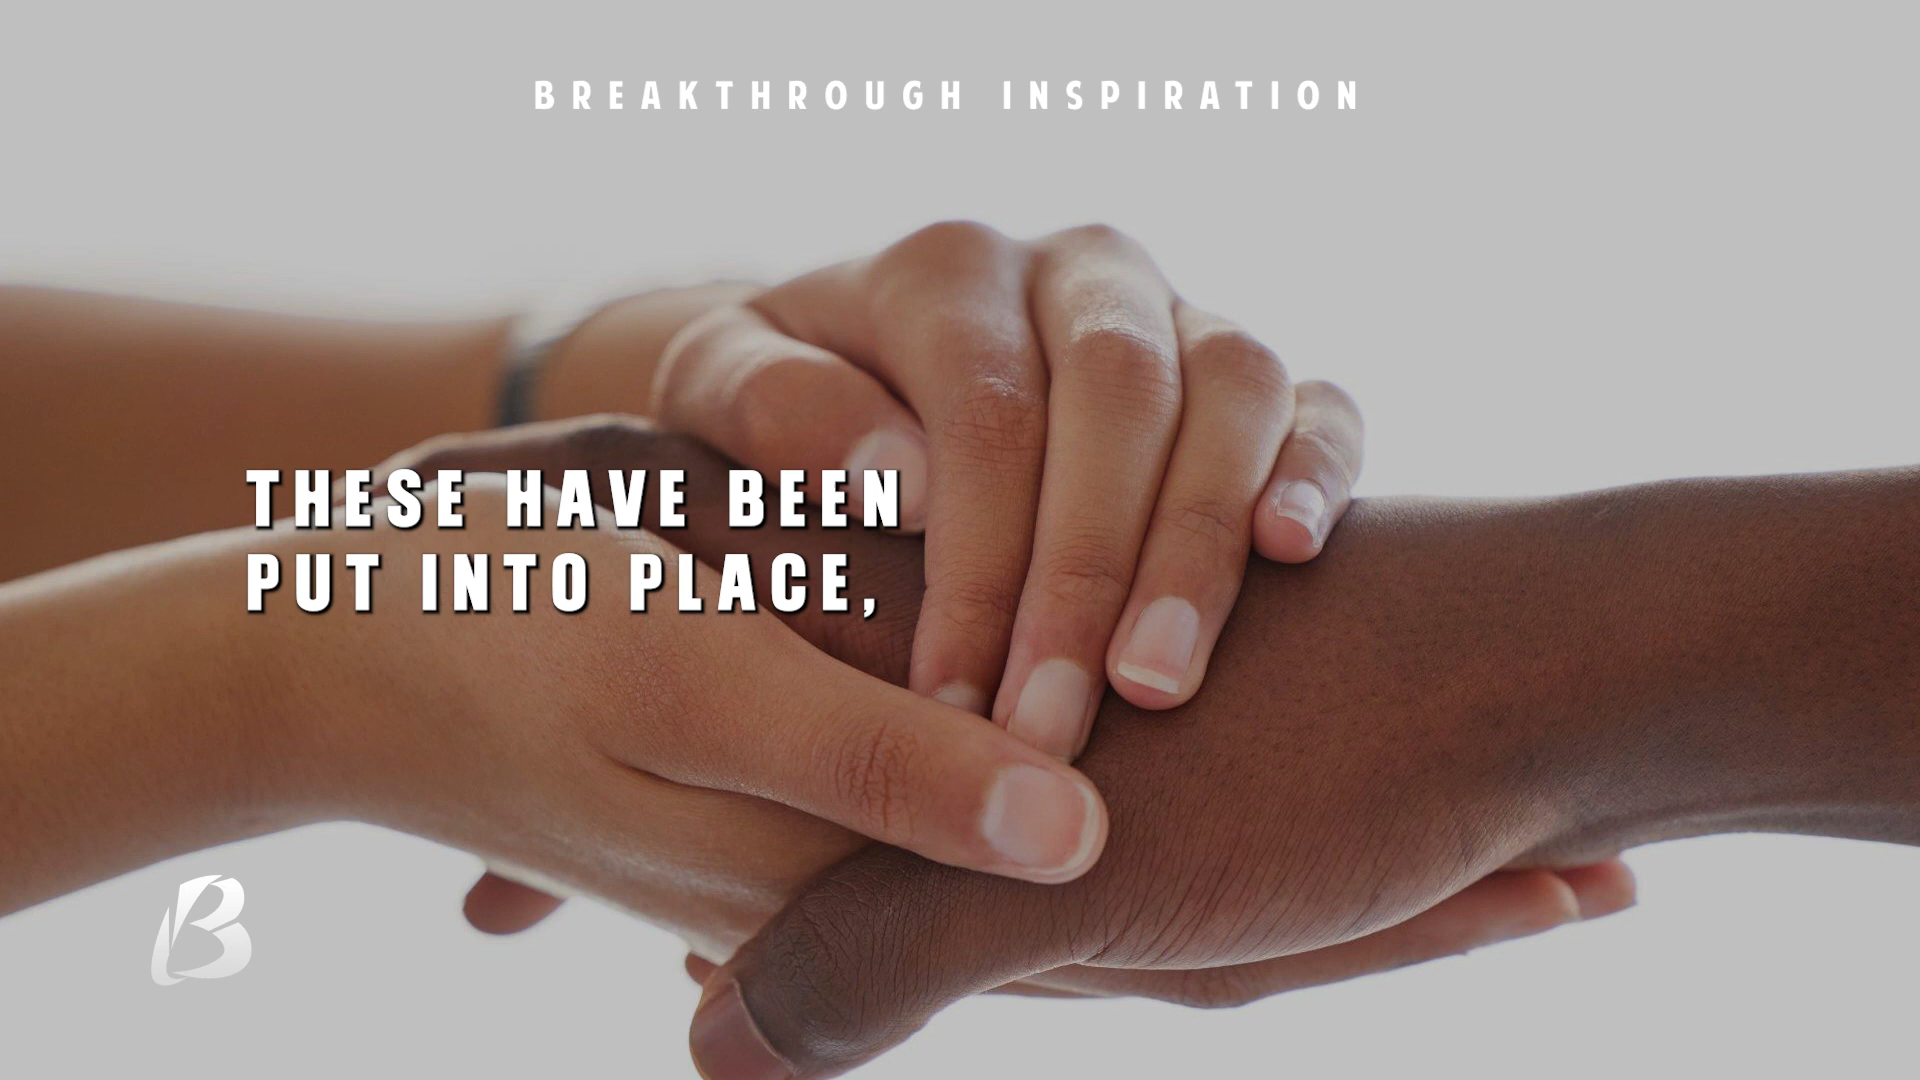 BREAKTHROUGH INSPIRATION
THESE HAVE BEEN
PUT INTO PLACE,
B